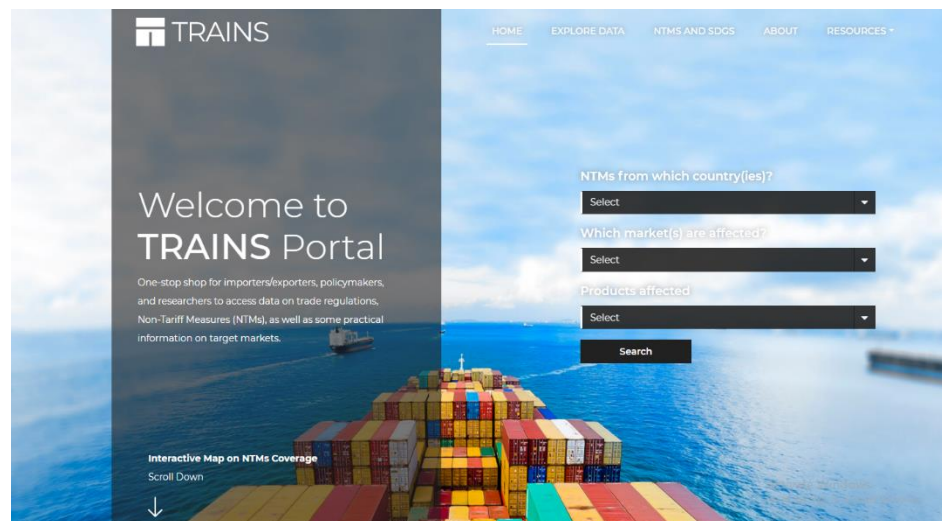 TRAINS
HOME EXPLORE DATA NTMS AND SDGS ABOUT RESOURCES
NTMs from which country(ies)?
Select
Which market(s) are affected?
Select
Products affected
Select
Search
Welcome to
TRAINS Portal
One-stop shop for importers/exporters, policymakers,
and researchers to access data on trade regulations,
Non-Tariff Measures (NTMs), as well as some practical
information on target markets.
Interactive Map on NTMs Coverage
Scroll Down